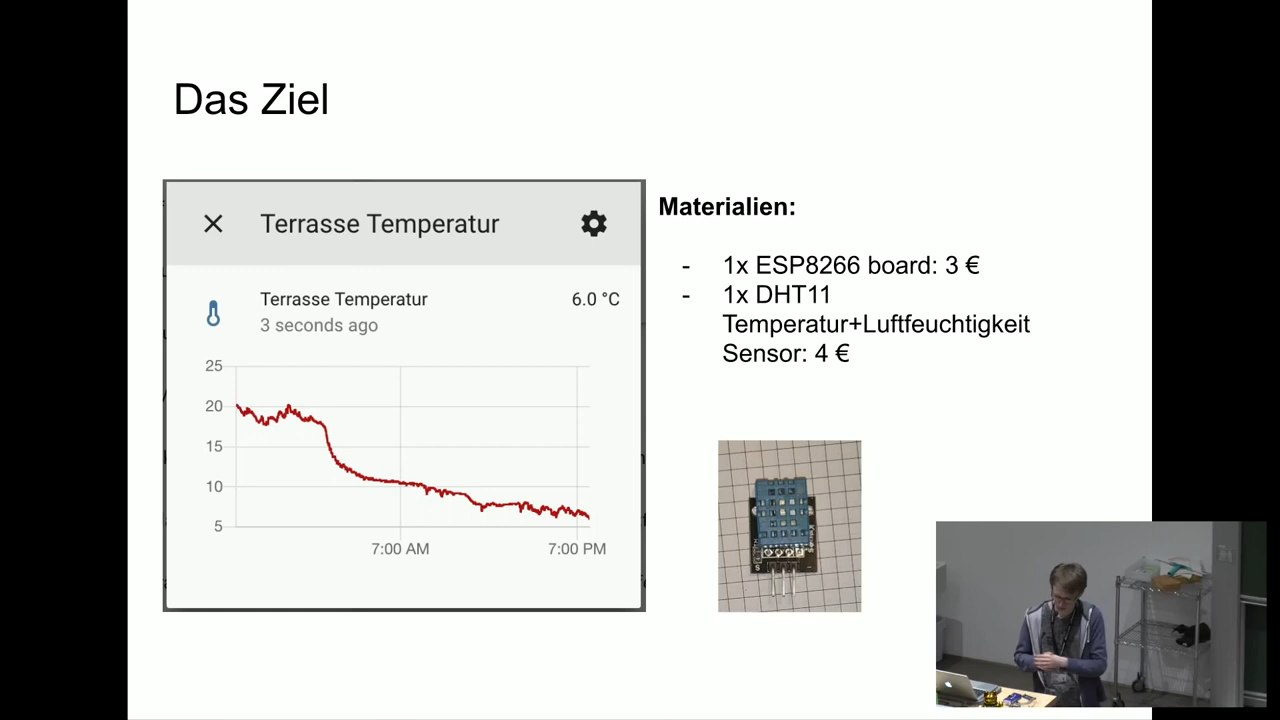 Das Ziel
Terrasse Temperatur
Terrasse Temperatur
6.0 °C
3 seconds ago
25
20
15
10
5
7:00 AM
7:00 PM
Materialien:
- 1x ESP8266 board: 3 €
- 1x DHT11
Temperatur+Luftfeuchtigkeit
Sensor: 4 €
S